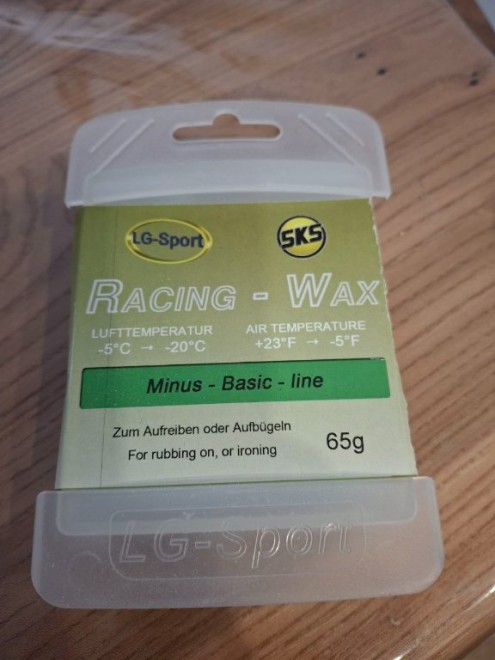 LG-Sport
SKS
RACING - WAX
LUFTTEMPERATUR
-5°C → -20°C
AIR TEMPERATURE
+23°F → -5°F
Minus - Basic - line
Zum Aufreiben oder Aufbügeln
For rubbing on, or ironing
65g
LG-Sport